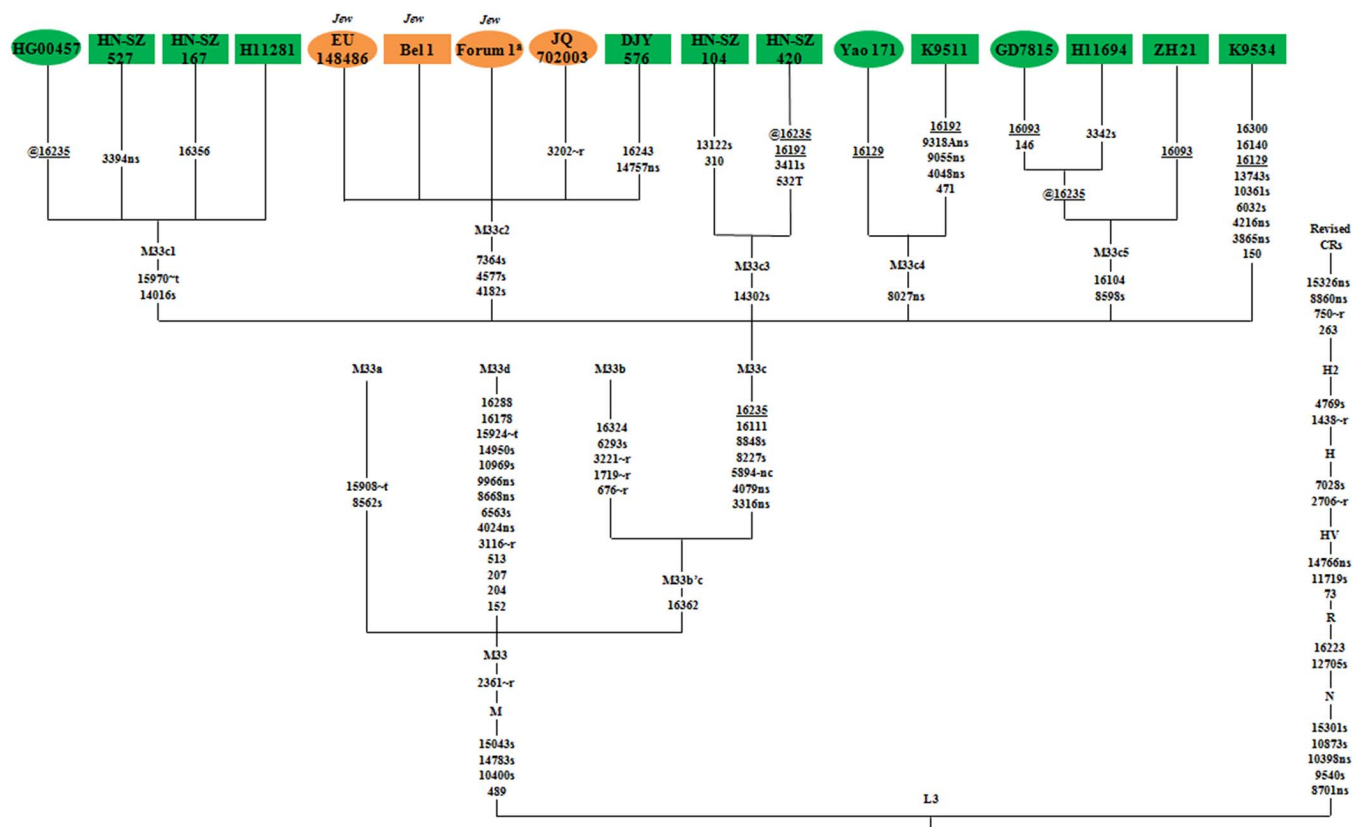 Jew
Jew
Jew
HG00457
HN-SZ
527
HN-SZ
167
H11281
EU
148486
Bel 1
Forum 1ª
JQ
702003
DJY
576
HN-SZ
104
HN-SZ
420
Yao 171
K9511
GD7815
H11694
ZH21
K9534
@16235
3394ns
16356
3202~r
16243
14757ns
13122s
310
@16235
16192
3411s
532T
16129
16192
9318Ans
9055ns
4048ns
471
16093
146
3342s
@16235
16093
16300
16140
16129
13743s
10361s
6032s
4216ns
3865ns
150
M33c1
15970~t
14016s
M33c2
7364s
4577s
4182s
M33c3
14302s
M33c4
8027ns
M33c5
16104
8598s
Revised
CRs
15326ns
8860ns
750~r
263
H2
4769s
1438~r
H
7028s
2706~r
HV
14766ns
11719s
73
R
16223
12705s
N
15301s
10873s
10398ns
9540s
8701ns
M33a
15908~t
8562s
M33d
16288
16178
15924~t
14950s
10969s
9966ns
8668ns
6563s
4024ns
3116~r
513
207
204
152
M33b
16324
6293s
3221~r
1719~r
676~r
M33c
16235
16111
8848s
8227s
5894-nc
4079ns
3316ns
M33b’c
16362
M33
2361~r
M
15043s
14783s
10400s
489
L3